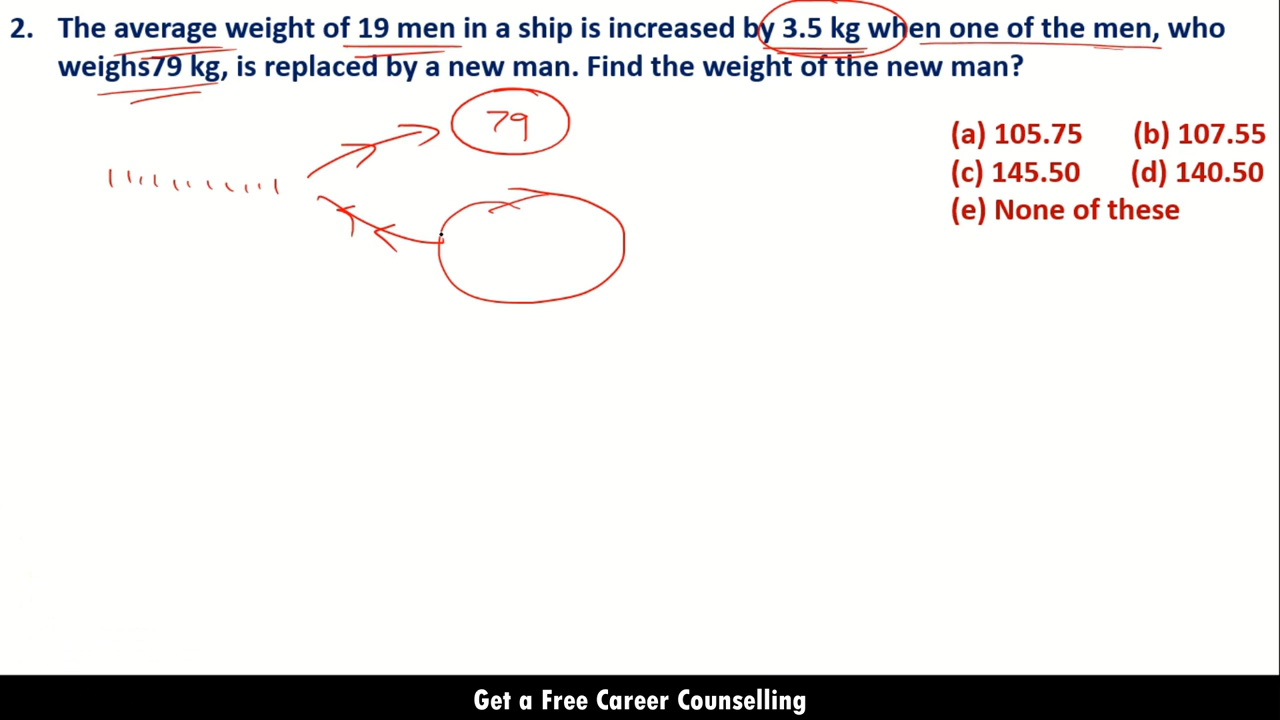 2. The average weight of 19 men in a ship is increased by 3.5 kg when one of the men, who
weighs79 kg, is replaced by a new man. Find the weight of the new man?
79
(a) 105.75 (b) 107.55
(c) 145.50 (d) 140.50
(e) None of these
Get a Free Career Counselling